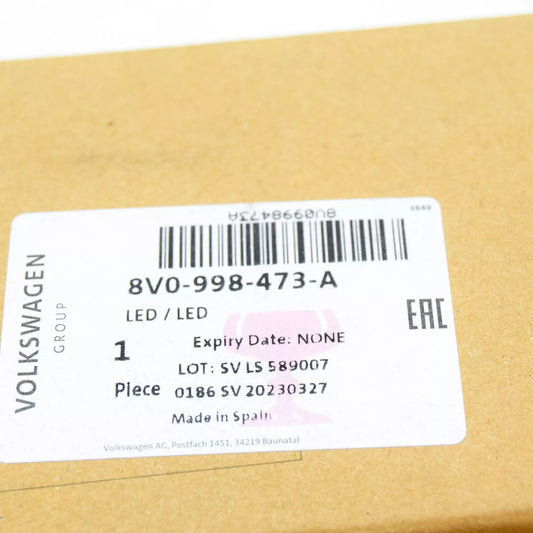 3849
8V0998473A
8V0-998-473-A
LED / LED
EAC
1
Expiry Date: NONE
LOT: SV LS 589007
Piece
0186 SV 20230327
Made in Spain
Volkswagen AG, Postfach 1451, 34219 Baunatal
VOLKSWAGEN
GROUP